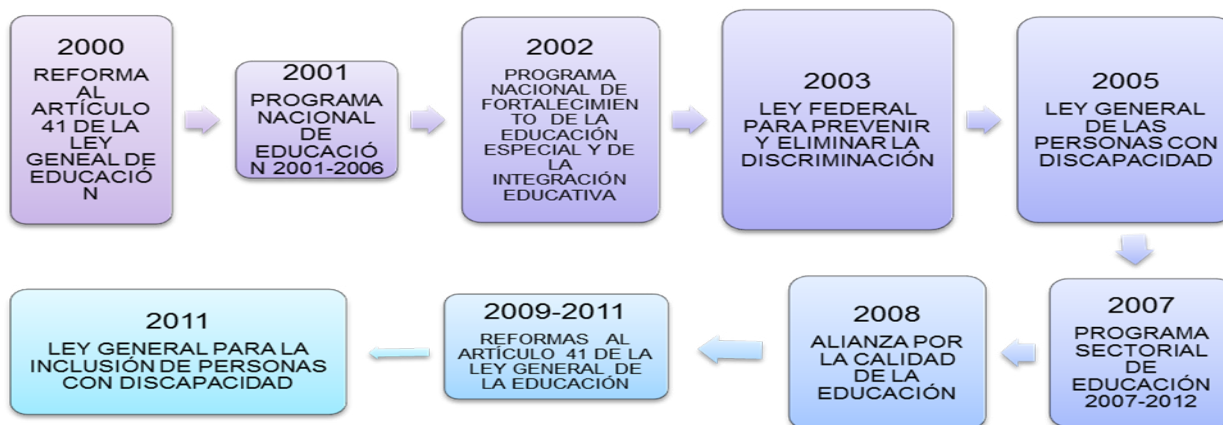 2000
REFORMA
AL
ARTÍCULO
41 DE LA
LEY
GENEAL DE
EDUCACIÓ
N
2001
PROGRAMA
NACIONAL
DE
EDUCACIÓ
N 2001-2006
2002
PROGRAMA
NACIONAL DE
FORTALECIMIEN
TO DE LA
EDUCACIÓN
ESPECIAL Y DE
LA
INTEGRACIÓN
EDUCATIVA
2003
LEY FEDERAL
PARA PREVENIR
Y ELIMINAR LA
DISCRIMINACIÓN
2005
LEY GENERAL
DE LAS
PERSONAS CON
DISCAPACIDAD
2007
PROGRAMA
SECTORIAL
DE
EDUCACIÓN
2007-2012
2008
ALIANZA POR
LA CALIDAD
DE LA
EDUCACIÓN
2009-2011
REFORMAS AL
ARTÍCULO 41 DE LA
LEY GENERAL DE
LA EDUCACIÓN
2011
LEY GENERAL PARA LA
INCLUSIÓN DE PERSONAS
CON DISCAPACIDAD